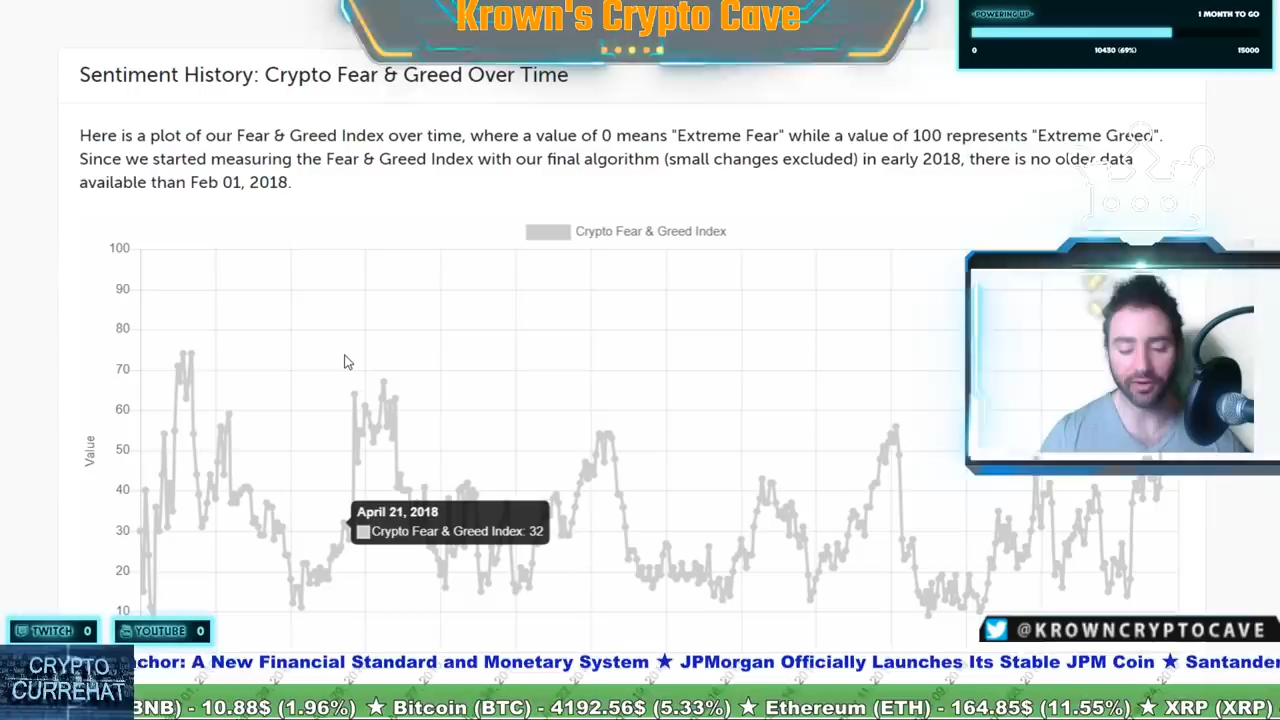 Krown's Crypto Cave
-POWERING UP-
1 MONTH TO GO
0
10430 (69%)
15000
Sentiment History: Crypto Fear & Greed Over Time
Here is a plot of our Fear & Greed Index over time, where a value of 0 means "Extreme Fear" while a value of 100 represents "Extreme Greed".
Since we started measuring the Fear & Greed Index with our final algorithm (small changes excluded) in early 2018, there is no older data
available than Feb 01, 2018.
Crypto Fear & Greed Index
100
90
80
70
60
50
40
30
20
10
Value
April 21, 2018
Crypto Fear & Greed Index: 32
TWITCH 0
YOUTUBE 0
@KROWNCRYPTOCAVE
CRYPTO
CURREHAT
chor: A New Financial Standard and Monetary System ★ JPMorgan Officially Launches Its Stable JPM Coin ★ Santander
BNB) - 10.88$ (1.96%) ★ Bitcoin (BTC) - 4192.56$ (5.33%) ★ Ethereum (ETH) - 164.85$ (11.55%) ★ XRP (XRP)